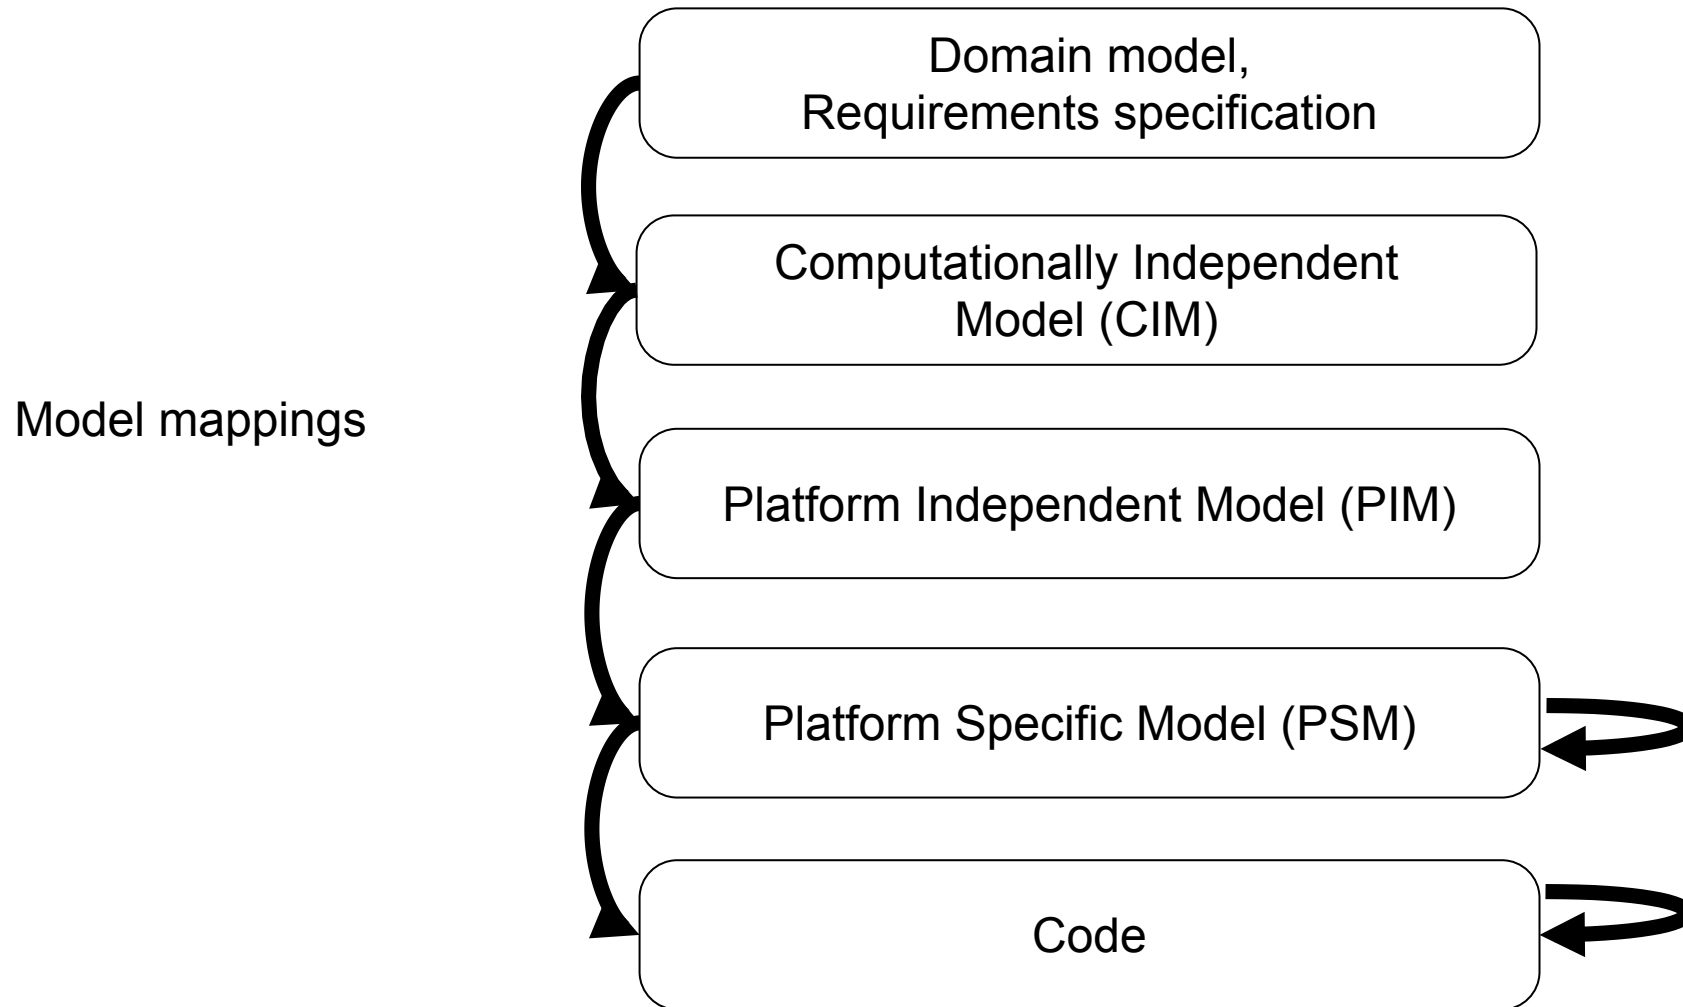 Domain model,
Requirements specification
Computationally Independent
Model (CIM)
Model mappings
Platform Independent Model (PIM)
Platform Specific Model (PSM)
Code